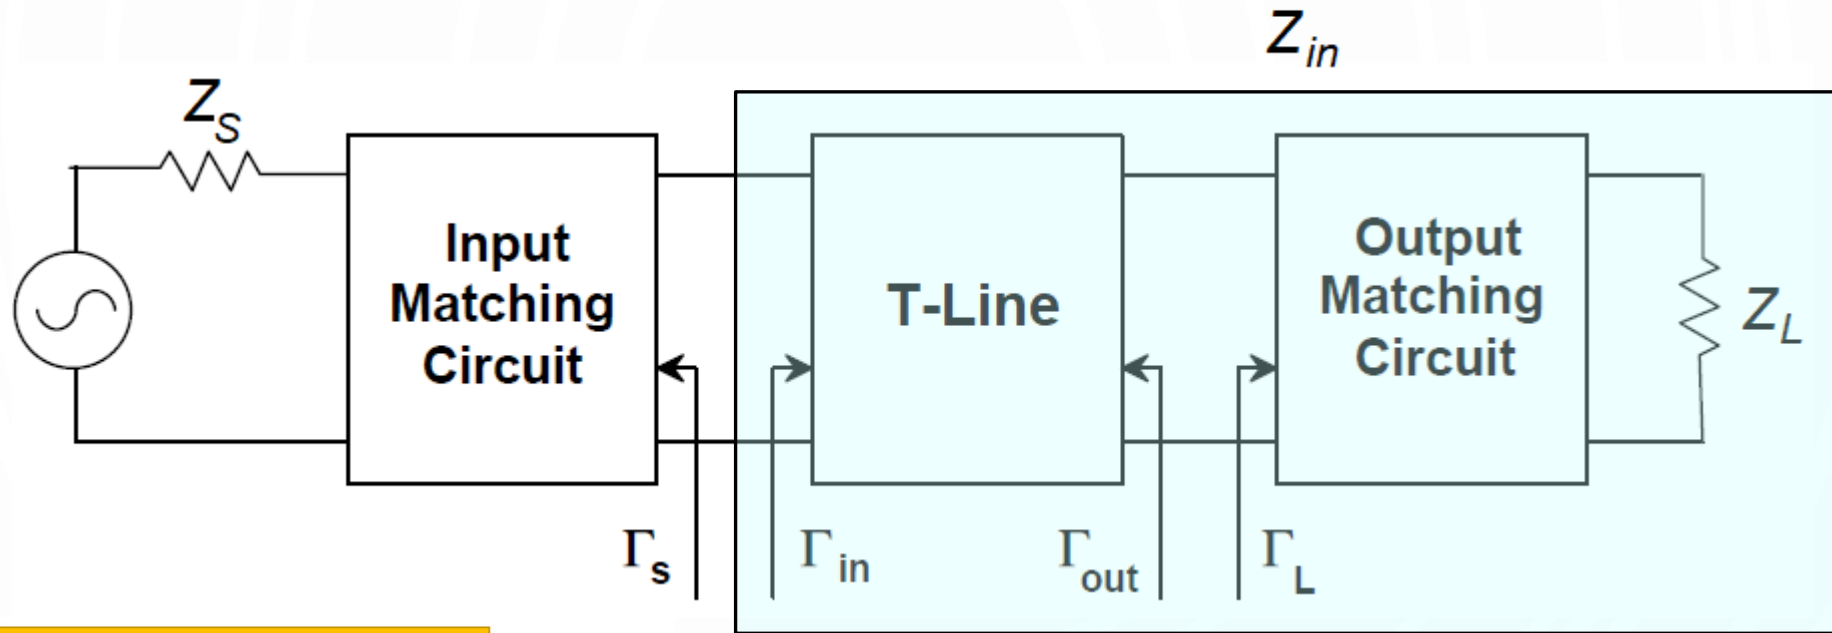 Z_in
Z_S
Input
Matching
Circuit
T-Line
Output
Matching
Circuit
Z_L
Γ_s
Γ_in
Γ_out
Γ_L